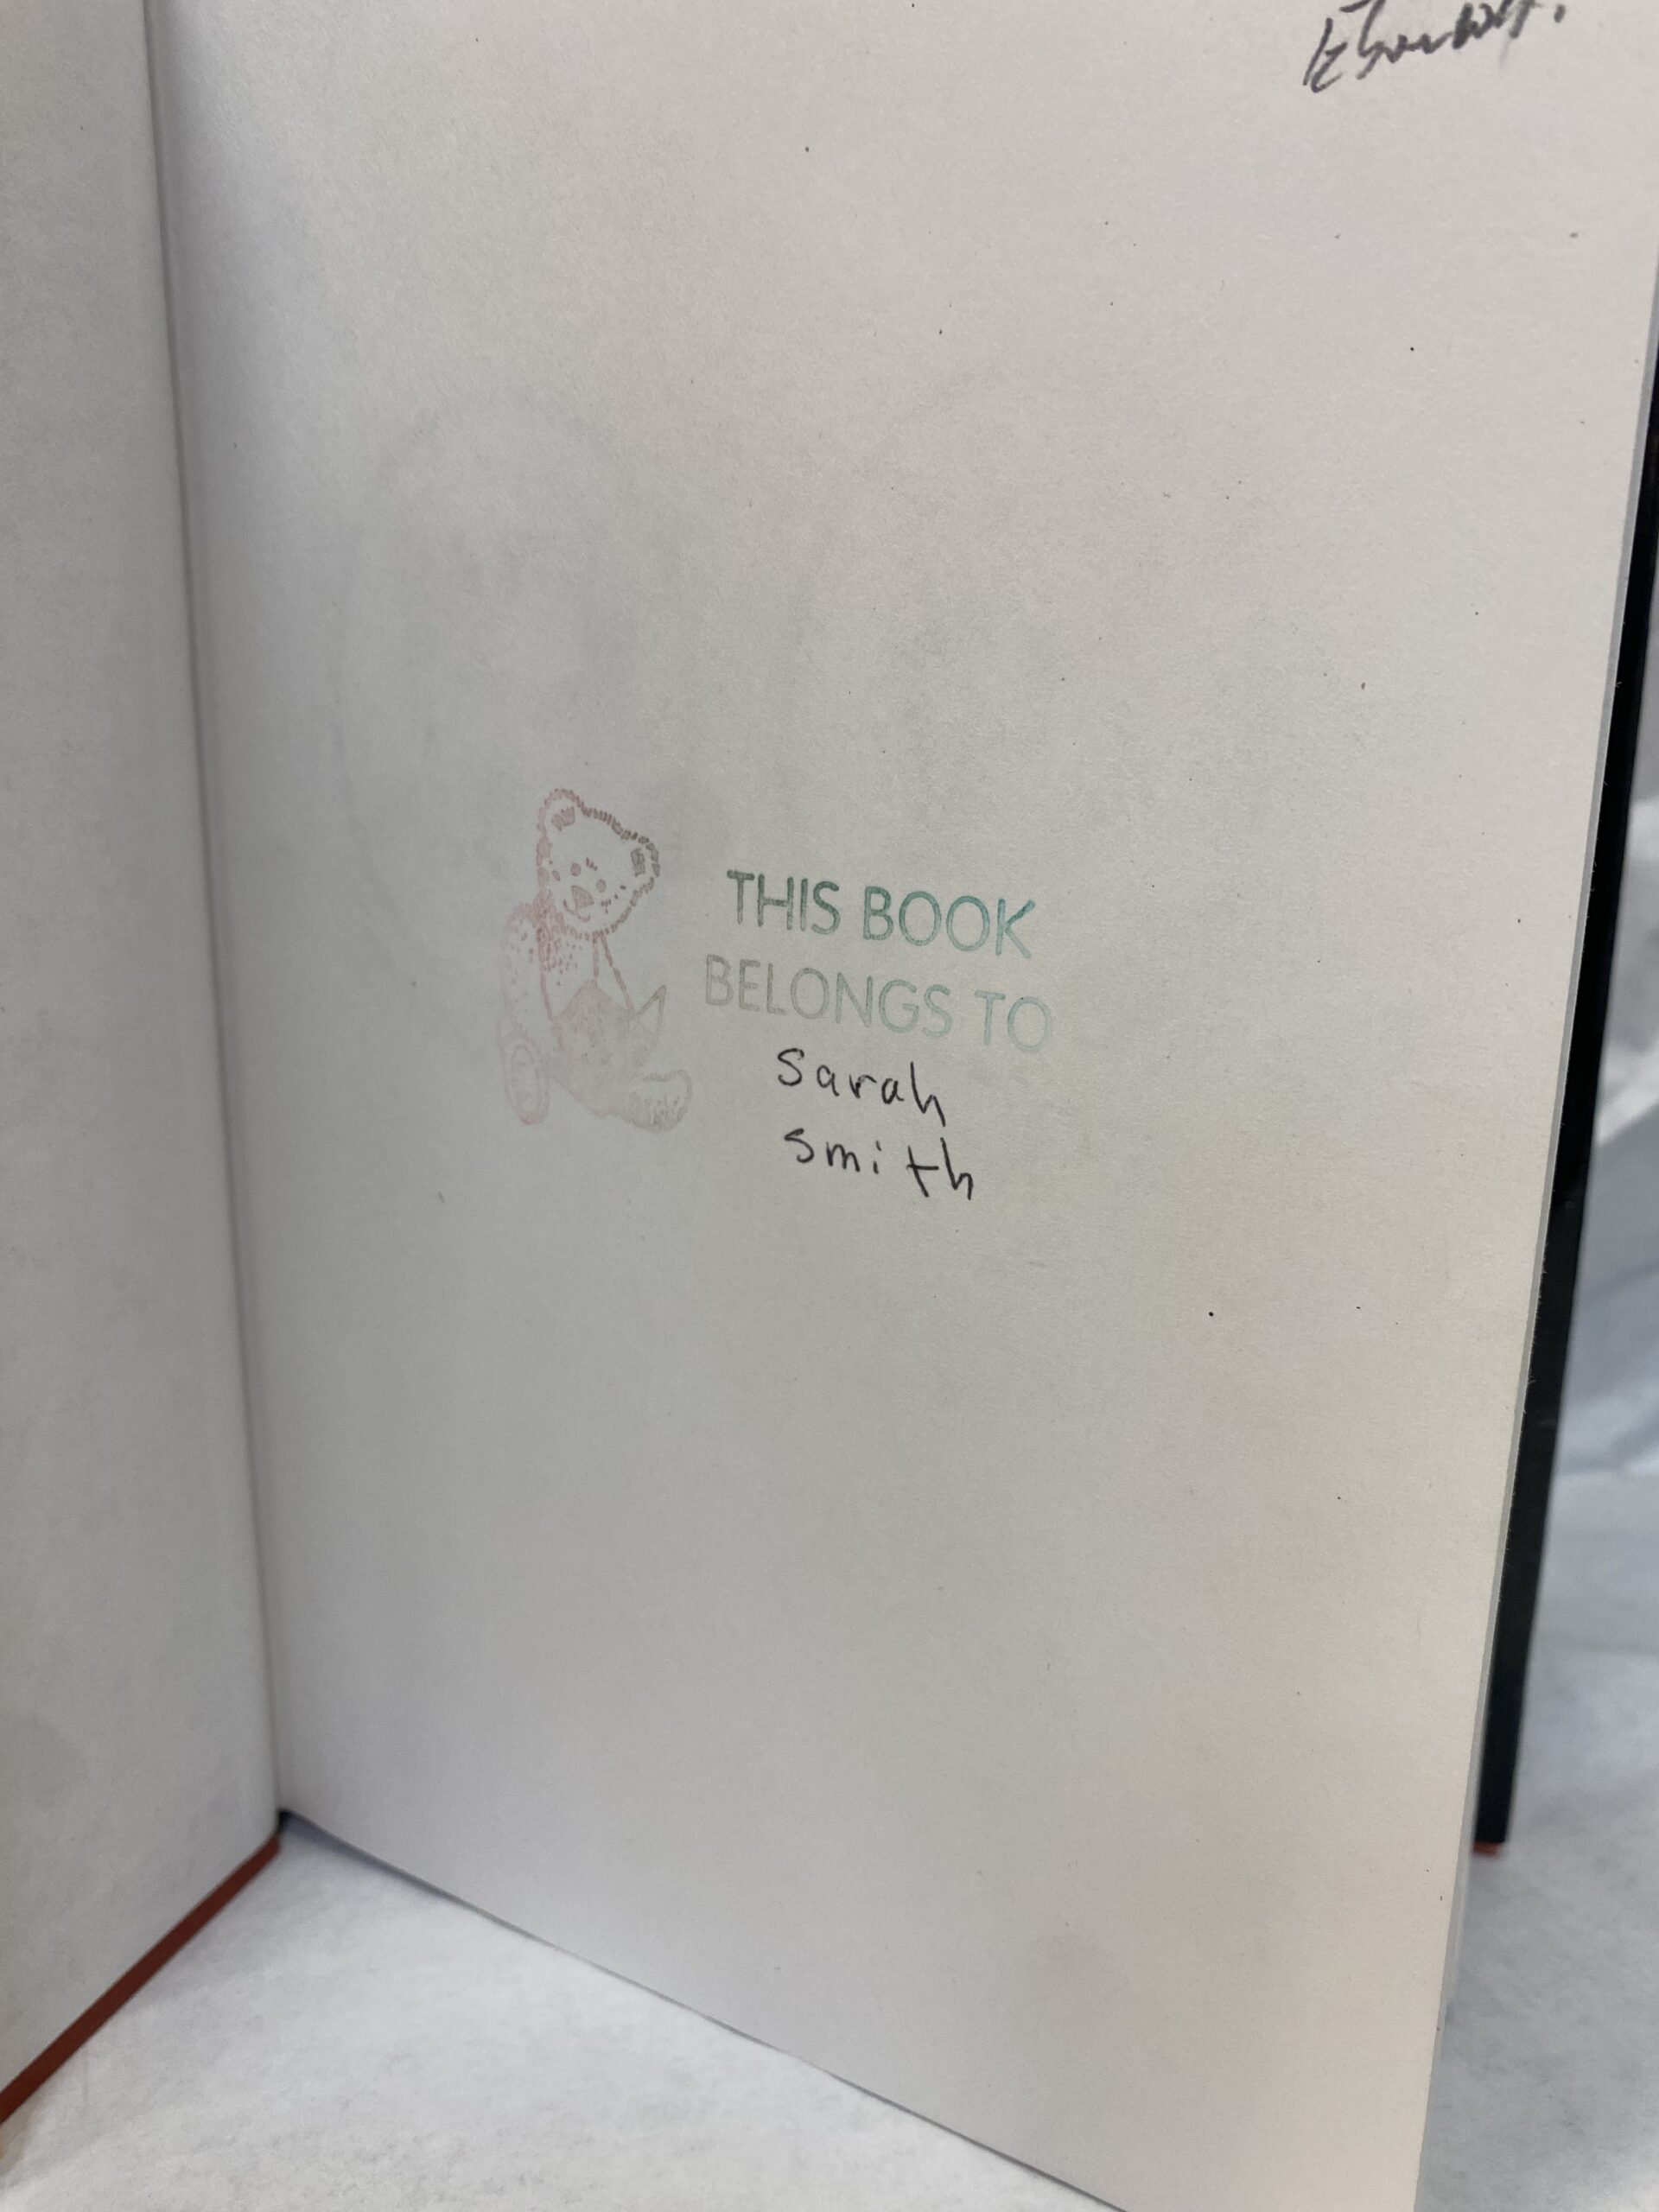 THIS BOOK
BELONGS TO
Sarah
Smith